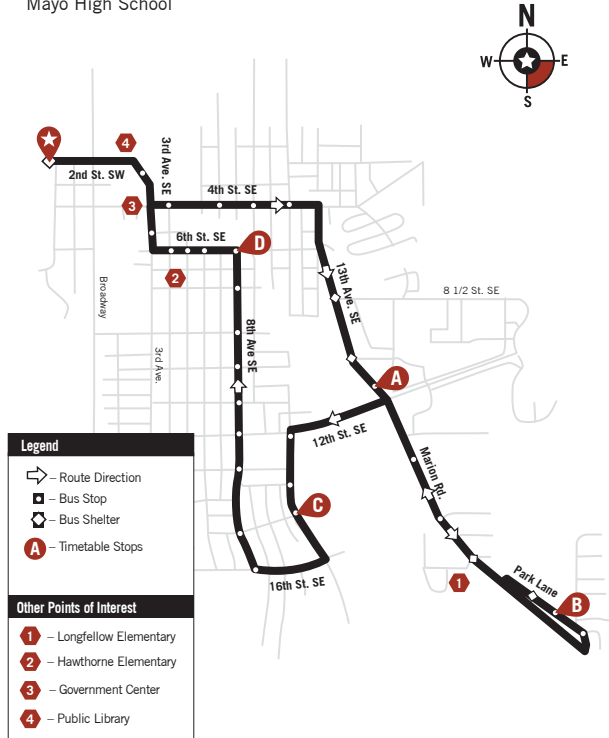 Mayo High School
N
W
E
S
4
2nd St. SW
3rd Ave. SE
3
4th St. SE
6th St. SE
D
2
13th Ave. SE
8 1/2 St. SE
Broadway
3rd Ave.
8th Ave SE
A
12th St. SE
Marion Rd.
C
16th St. SE
1
Park Lane
B
Legend
– Route Direction
– Bus Stop
– Bus Shelter
A – Timetable Stops
Other Points of Interest
1 – Longfellow Elementary
2 – Hawthorne Elementary
3 – Government Center
4 – Public Library